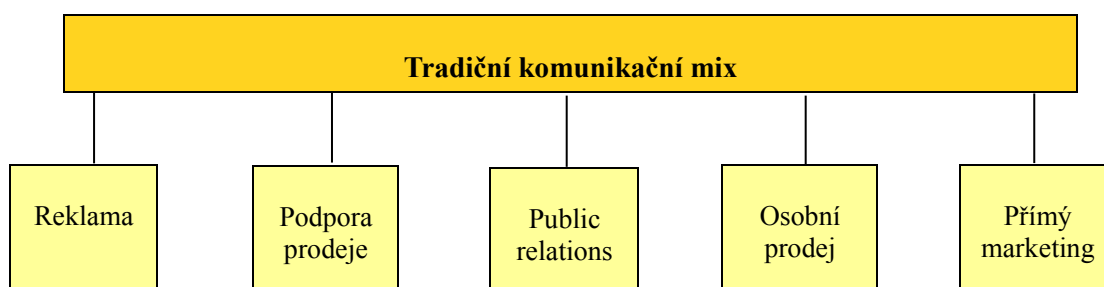 Tradiční komunikační mix
Reklama
Podpora
prodeje
Public
relations
Osobní
prodej
Přímý
marketing